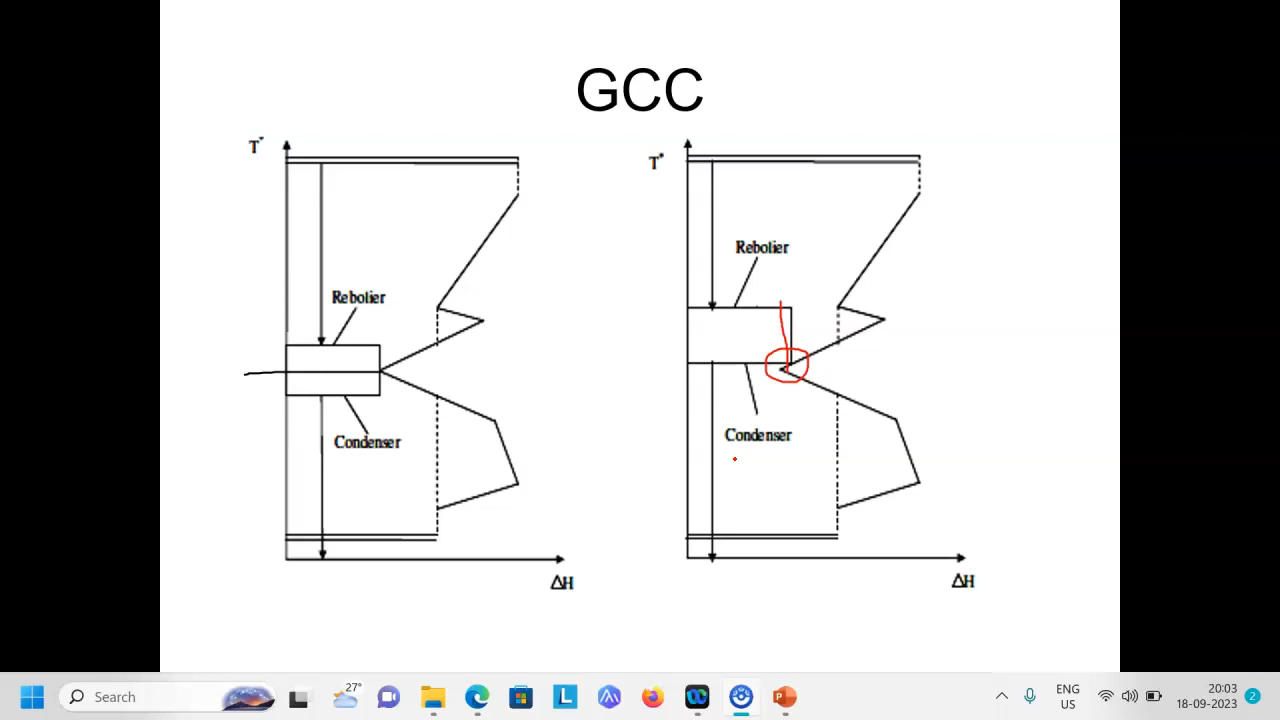 GCC
T*
Rebolier
Condenser
ΔH
T*
Rebolier
Condenser
ΔH
Search
27°
L
ENG
US
20:03
18-09-2023
2